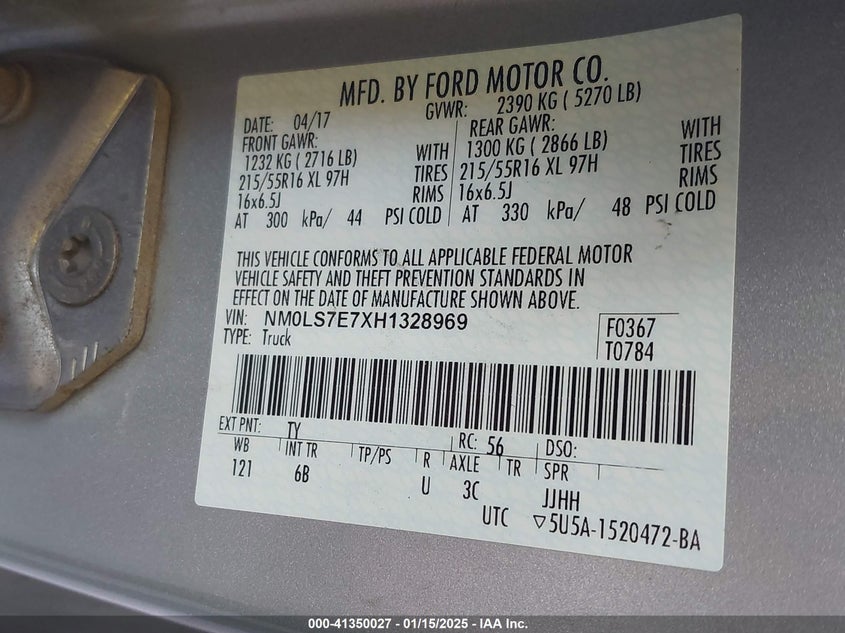 MFD. BY FORD MOTOR CO.
DATE: 04/17 GVWR: 2390 KG ( 5270 LB)
FRONT GAWR: REAR GAWR:
1232 KG ( 2716 LB) WITH 1300 KG ( 2866 LB) WITH
215/55R16 XL 97H TIRES 215/55R16 XL 97H TIRES
16x6.5J RIMS 16x6.5J RIMS
AT 300 kPa/ 44 PSI COLD AT 330 kPa/ 48 PSI COLD
THIS VEHICLE CONFORMS TO ALL APPLICABLE FEDERAL MOTOR
VEHICLE SAFETY AND THEFT PREVENTION STANDARDS IN
EFFECT ON THE DATE OF MANUFACTURE SHOWN ABOVE.
VIN: NM0LS7E7XH1328969 F0367
TYPE: Truck T0784
EXT PNT: TY RC: 56 DSO:
WB INT TR TP/PS R AXLE TR SPR
121 6B U 3C JJHH
UTC ▽5U5A-1520472-BA
000-41350027 - 01/15/2025 - IAA Inc.